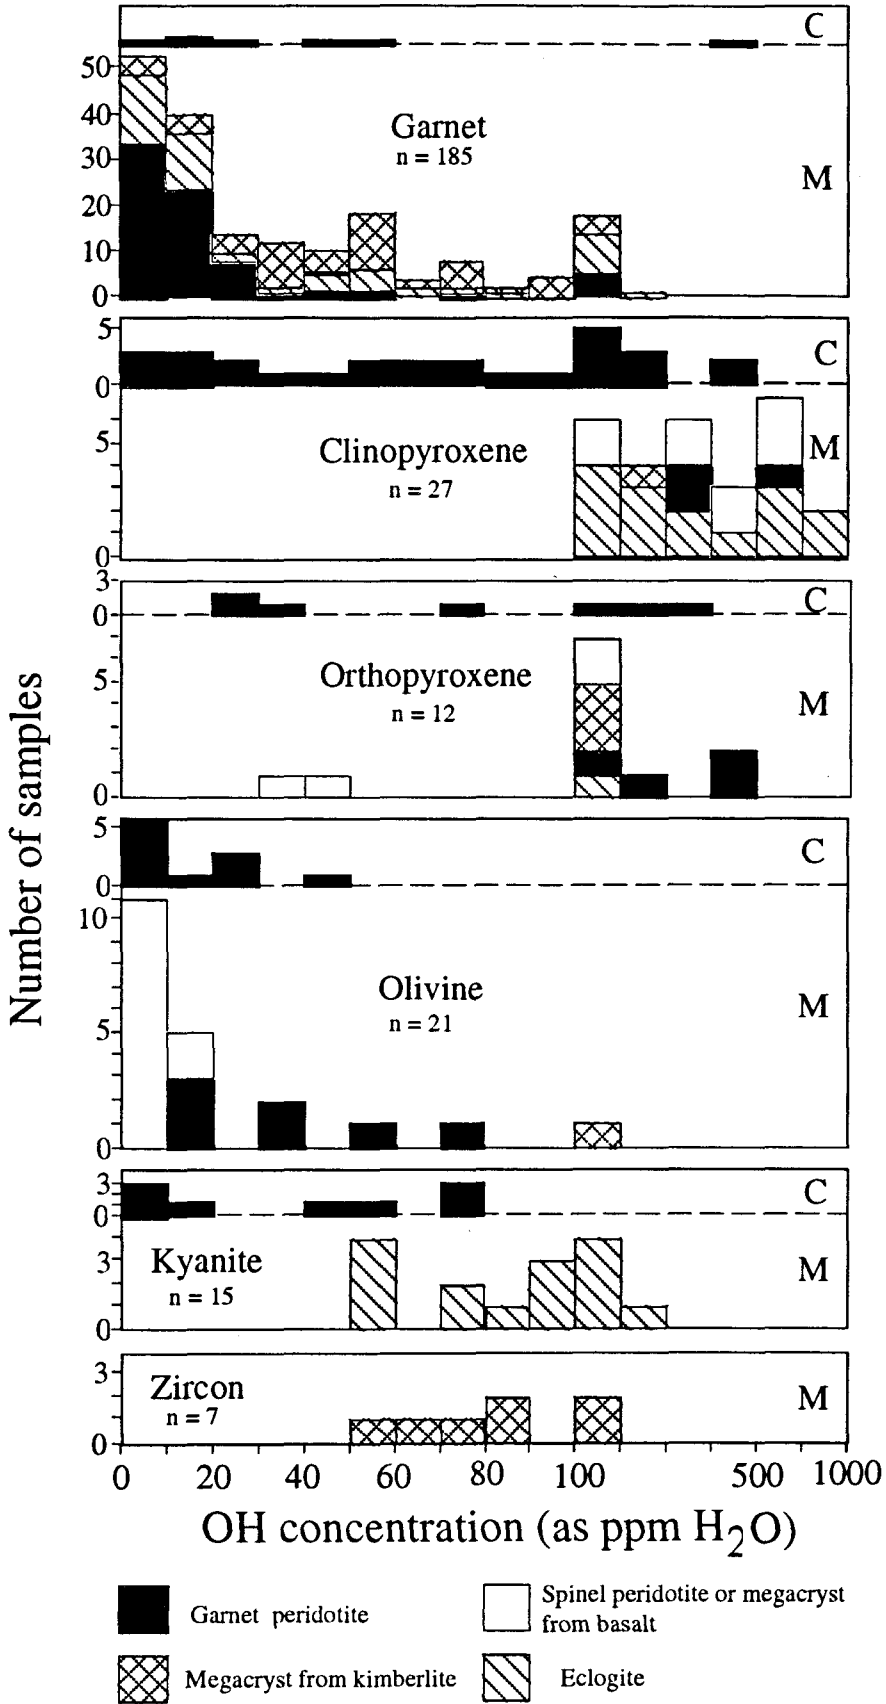 C
50
40
30
20
10
0
Garnet
n = 185
M
5
0
C
5
0
Clinopyroxene
n = 27
M
3
0
C
5
0
Orthopyroxene
n = 12
M
5
0
C
10
5
0
Olivine
n = 21
M
3
0
C
3
0
Kyanite
n = 15
M
3
0
Zircon
n = 7
M
Number of samples
0 20 40 60 80 100 500 1000
OH concentration (as ppm H₂O)
Garnet peridotite
Spinel peridotite or megacryst
from basalt
Megacryst from kimberlite
Eclogite